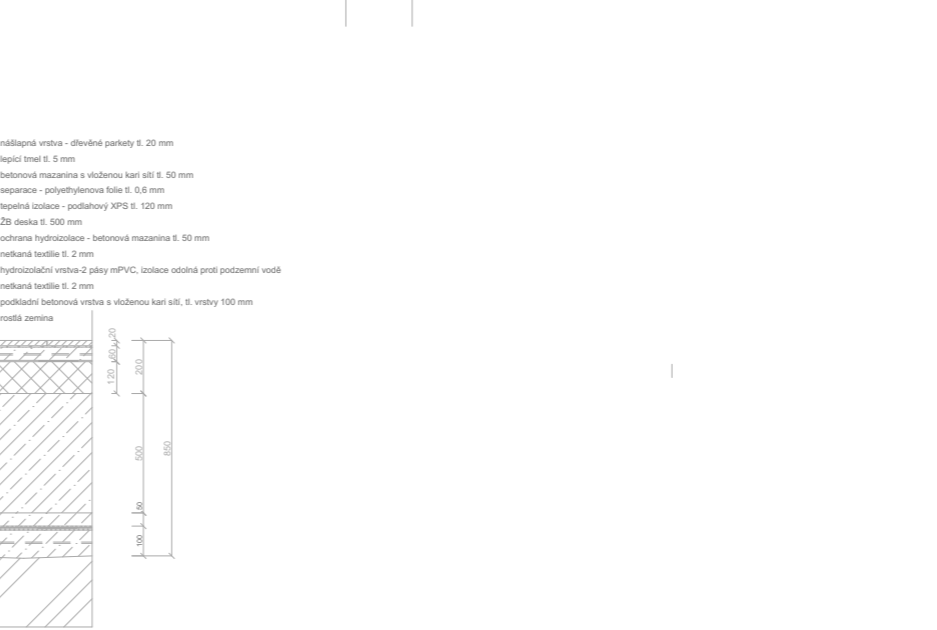 nášlapná vrstva - dřevěné parkety tl. 20 mm
lepící tmel tl. 5 mm
betonová mazanina s vloženou kari sítí tl. 50 mm
separace - polyethylenova folie tl. 0,6 mm
tepelná izolace - podlahový XPS tl. 120 mm
ŽB deska tl. 500 mm
ochrana hydroizolace - betonová mazanina tl. 50 mm
netkaná textilie tl. 2 mm
hydroizolační vrstva-2 pásy mPVC, izolace odolná proti podzemní vodě
netkaná textilie tl. 2 mm
podkladní betonová vrstva s vloženou kari sítí, tl. vrstvy 100 mm
rostlá zemina
20
60
120
200
500
850
50
100